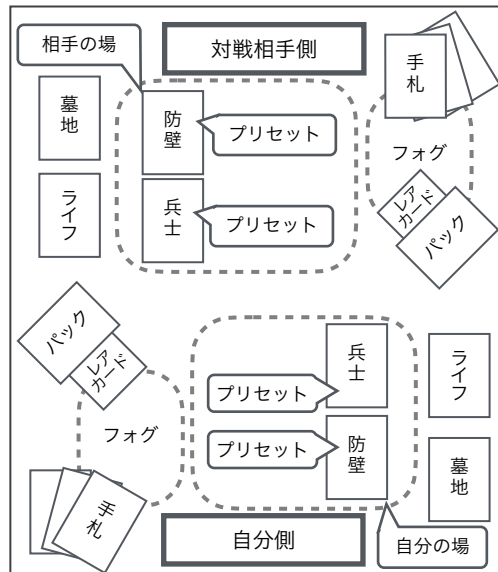 相手の場
対戦相手側
手札
墓地
防壁
プリセット
フォグ
ライフ
兵士
プリセット
レア
カード
パック
パック
レア
カード
兵士
ライフ
プリセット
フォグ
プリセット
防壁
墓地
手札
自分側
自分の場